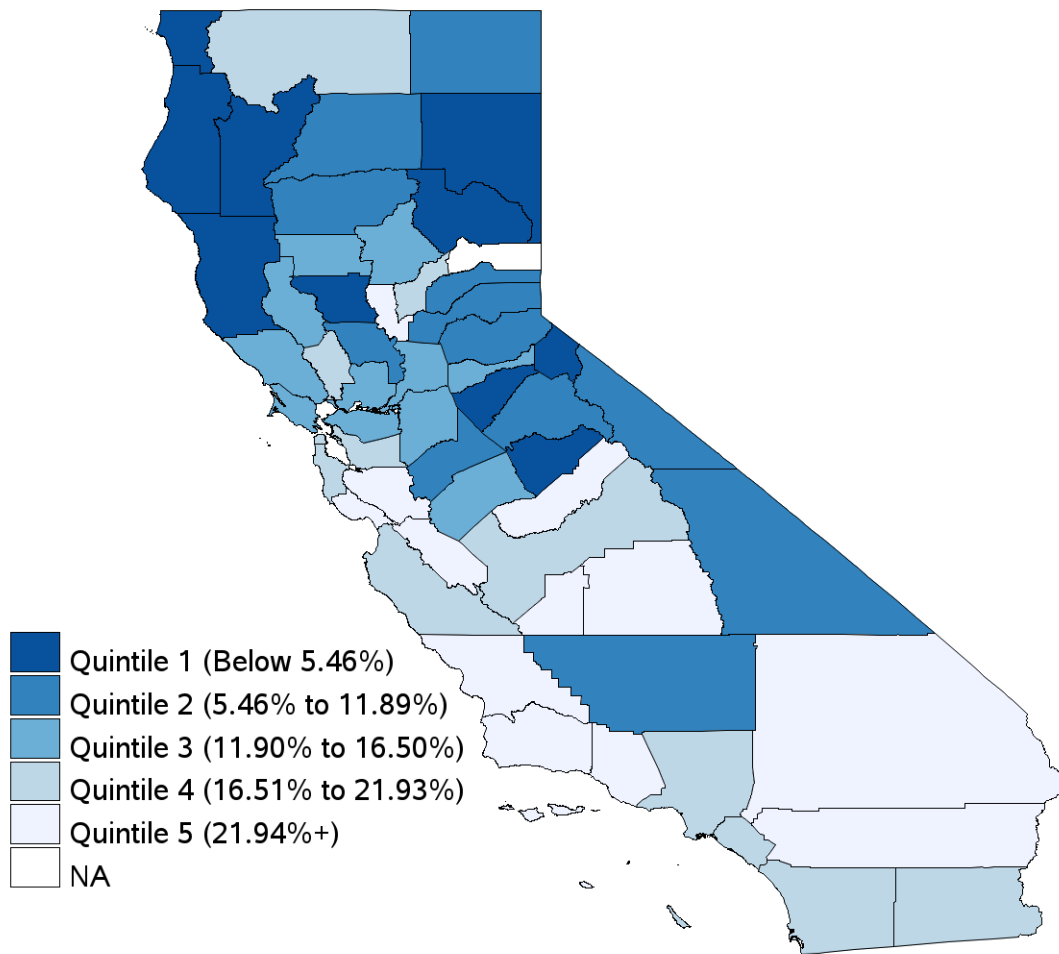 Quintile 1 (Below 5.46%)
Quintile 2 (5.46% to 11.89%)
Quintile 3 (11.90% to 16.50%)
Quintile 4 (16.51% to 21.93%)
Quintile 5 (21.94%+)
NA